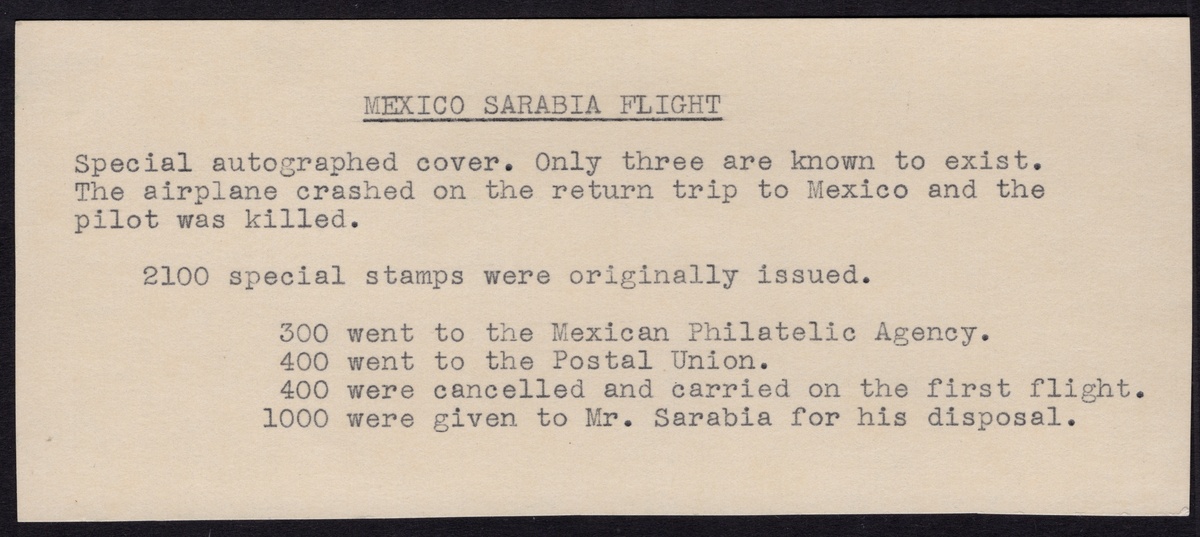 MEXICO SARABIA FLIGHT
Special autographed cover. Only three are known to exist.
The airplane crashed on the return trip to Mexico and the
pilot was killed.
2100 special stamps were originally issued.
300 went to the Mexican Philatelic Agency.
400 went to the Postal Union.
400 were cancelled and carried on the first flight.
1000 were given to Mr. Sarabia for his disposal.